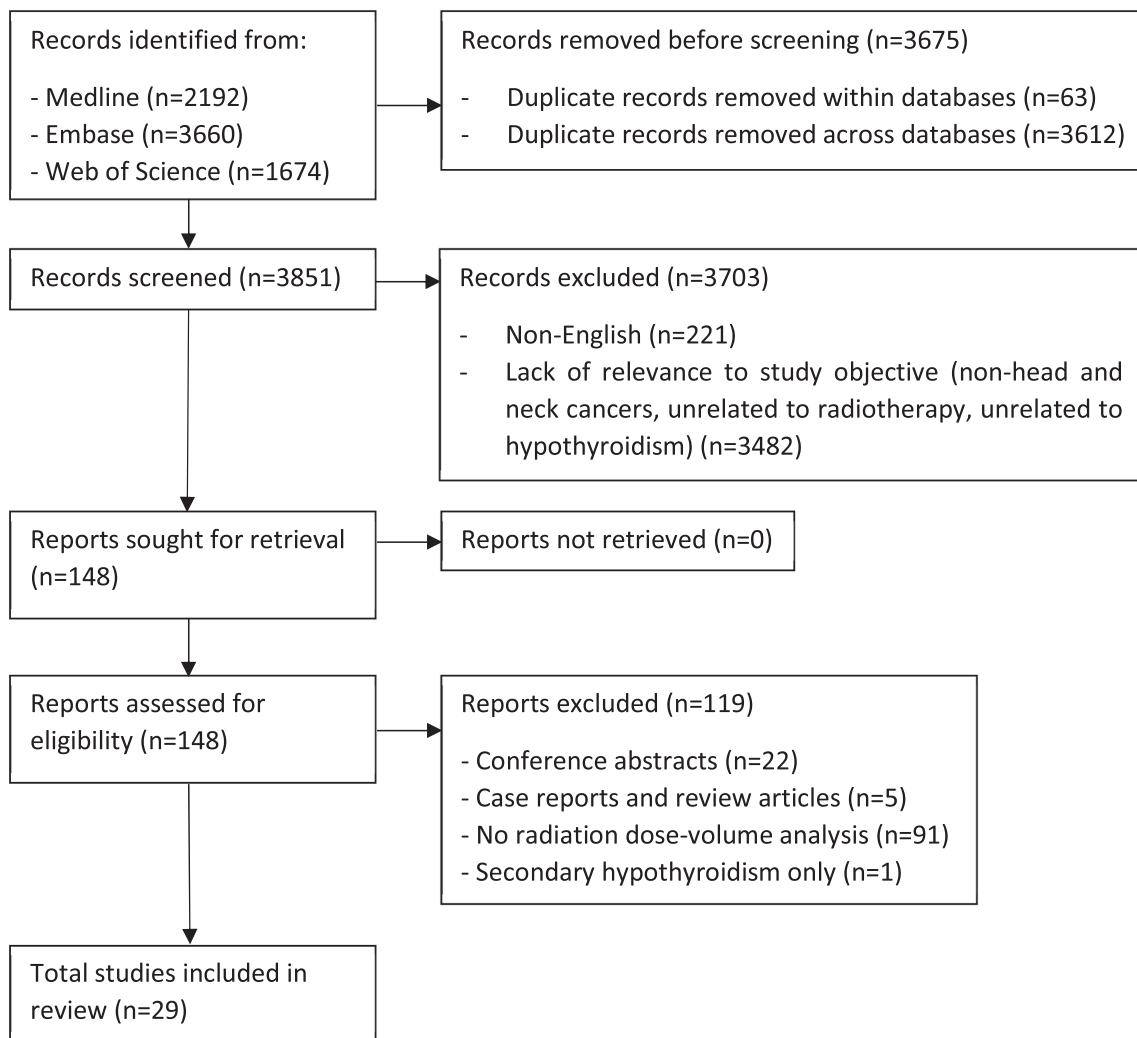 Records identified from:
- Medline (n=2192)
- Embase (n=3660)
- Web of Science (n=1674)
Records removed before screening (n=3675)
- Duplicate records removed within databases (n=63)
- Duplicate records removed across databases (n=3612)
Records screened (n=3851)
Records excluded (n=3703)
- Non-English (n=221)
- Lack of relevance to study objective (non-head and
neck cancers, unrelated to radiotherapy, unrelated to
hypothyroidism) (n=3482)
Reports sought for retrieval
(n=148)
Reports not retrieved (n=0)
Reports assessed for
eligibility (n=148)
Reports excluded (n=119)
- Conference abstracts (n=22)
- Case reports and review articles (n=5)
- No radiation dose-volume analysis (n=91)
- Secondary hypothyroidism only (n=1)
Total studies included in
review (n=29)